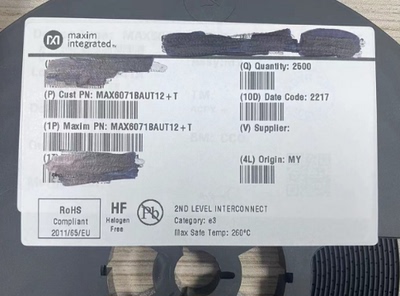 maxim
integrated™
(Q) Quantity: 2500
(P) Cust PN: MAX6071BAUT12+T
(10D) Date Code: 2217
(1P) Maxim PN: MAX6071BAUT12+T
(V) Supplier:
(4L) Origin: MY
RoHS
Compliant
2011/65/EU
HF
Halogen
Free
Pb
2ND LEVEL INTERCONNECT
Category: e3
Max Safe Temp: 260°C